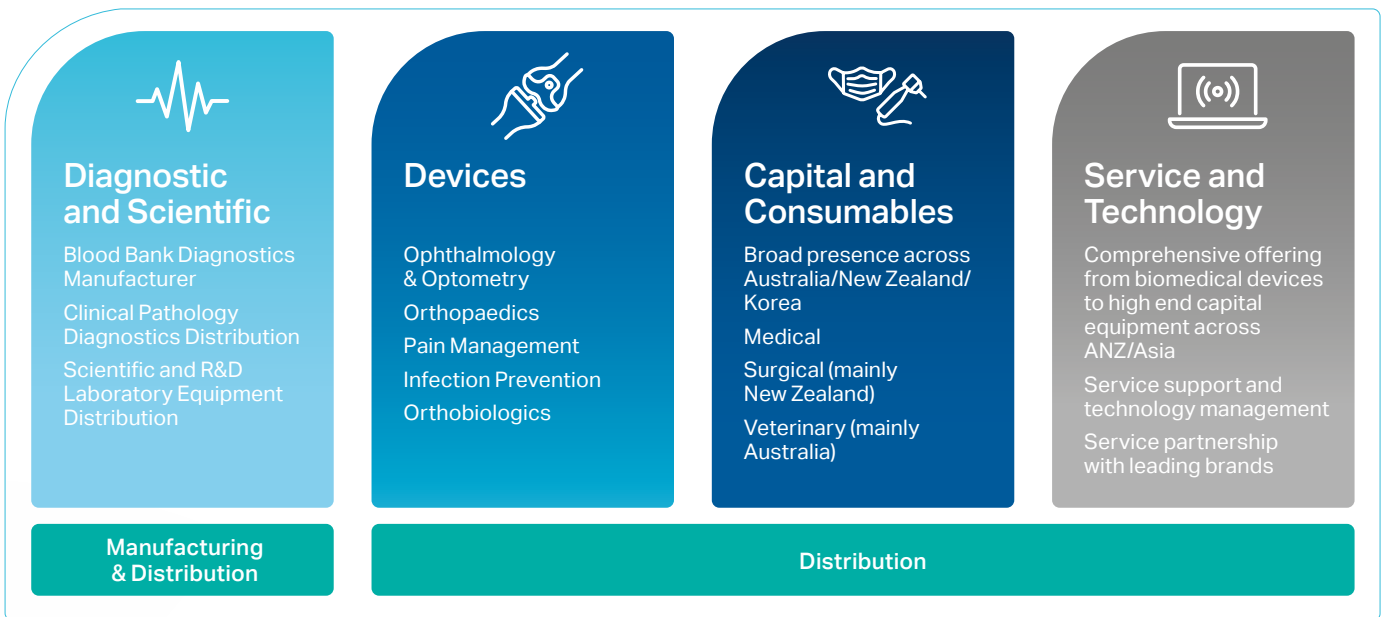 Diagnostic
and Scientific
Blood Bank Diagnostics
Manufacturer
Clinical Pathology
Diagnostics Distribution
Scientific and R&D
Laboratory Equipment
Distribution
Devices
Ophthalmology
& Optometry
Orthopaedics
Pain Management
Infection Prevention
Orthobiologics
Capital and
Consumables
Broad presence across
Australia/New Zealand/
Korea
Medical
Surgical (mainly
New Zealand)
Veterinary (mainly
Australia)
Service and
Technology
Comprehensive offering
from biomedical devices
to high end capital
equipment across
ANZ/Asia
Service support and
technology management
Service partnership
with leading brands
Manufacturing
& Distribution
Distribution